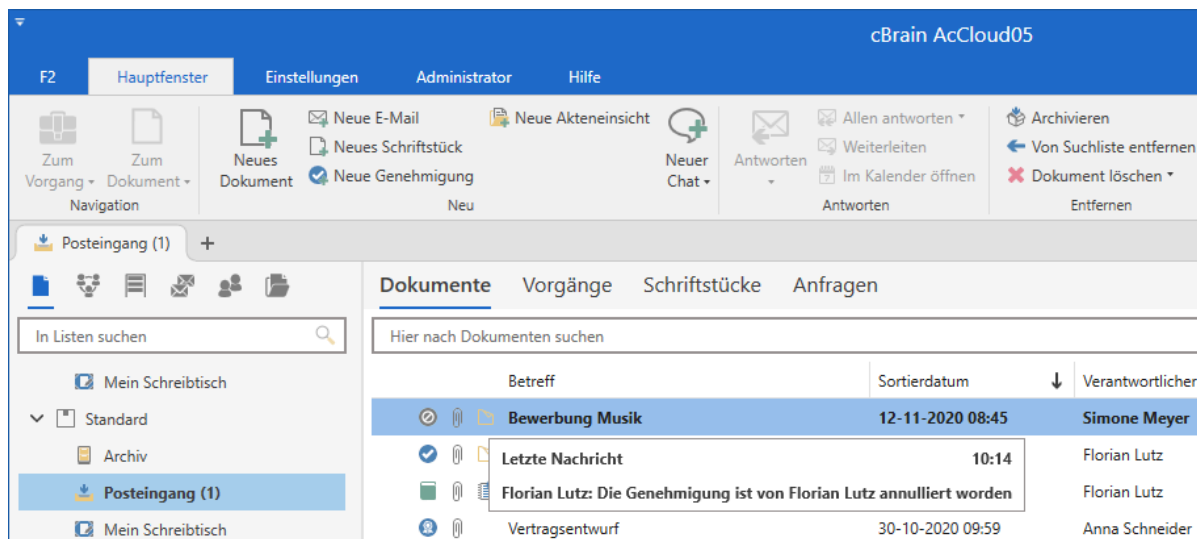 cBrain AcCloud05
F2 Hauptfenster Einstellungen Administrator Hilfe
Zum Vorgang
Zum Dokument
Navigation
Neues Dokument
Neue E-Mail
Neues Schriftstück
Neue Genehmigung
Neue Akteneinsicht
Neuer Chat
Neu
Antworten
Allen antworten
Weiterleiten
Im Kalender öffnen
Antworten
Archivieren
Von Suchliste entfernen
Dokument löschen
Entfernen
Posteingang (1) +
In Listen suchen
Mein Schreibtisch
Standard
Archiv
Posteingang (1)
Mein Schreibtisch
Dokumente Vorgänge Schriftstücke Anfragen
Hier nach Dokumenten suchen
Betreff Sortierdatum Verantwortlicher
Bewerbung Musik 12-11-2020 08:45 Simone Meyer
Letzte Nachricht 10:14
Florian Lutz: Die Genehmigung ist von Florian Lutz annulliert worden
Florian Lutz
Florian Lutz
Vertragsentwurf 30-10-2020 09:59 Anna Schneider